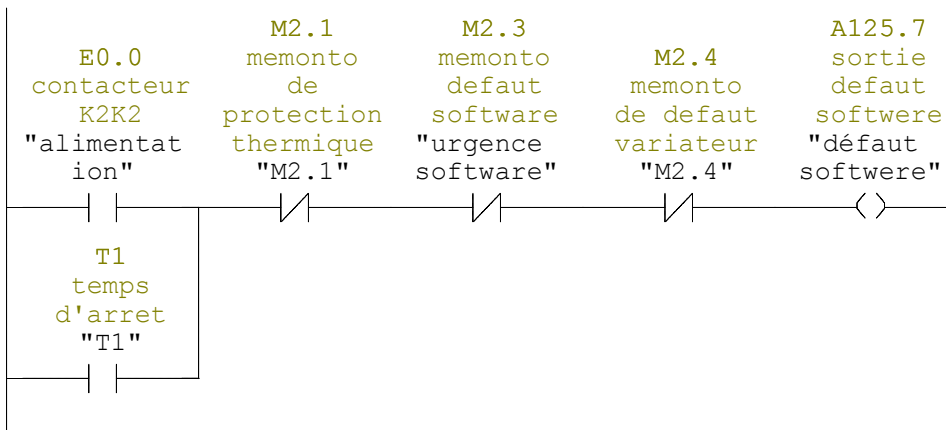 E0.0
contacteur
K2K2
"alimentat
ion"
M2.1
memonto
de
protection
thermique
"M2.1"
M2.3
memonto
defaut
software
"urgence
software"
M2.4
memonto
de defaut
variateur
"M2.4"
A125.7
sortie
defaut
softwere
"défaut
softwere"
T1
temps
d'arret
"T1"